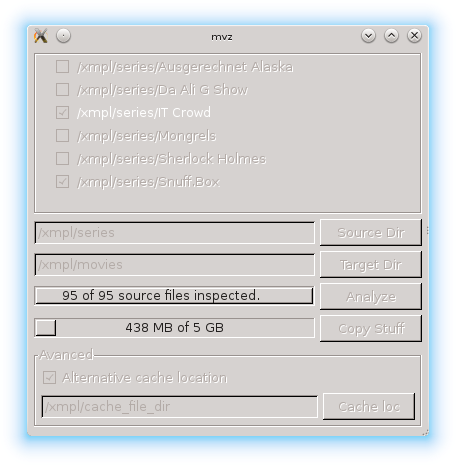 mvz
/xmpl/series/Ausgerechnet Alaska
/xmpl/series/Da Ali G Show
/xmpl/series/IT Crowd
/xmpl/series/Mongrels
/xmpl/series/Sherlock Holmes
/xmpl/series/Snuff.Box
/xmpl/series Source Dir
/xmpl/movies Target Dir
95 of 95 source files inspected. Analyze
438 MB of 5 GB Copy Stuff
Avanced
Alternative cache location
/xmpl/cache_file_dir Cache loc